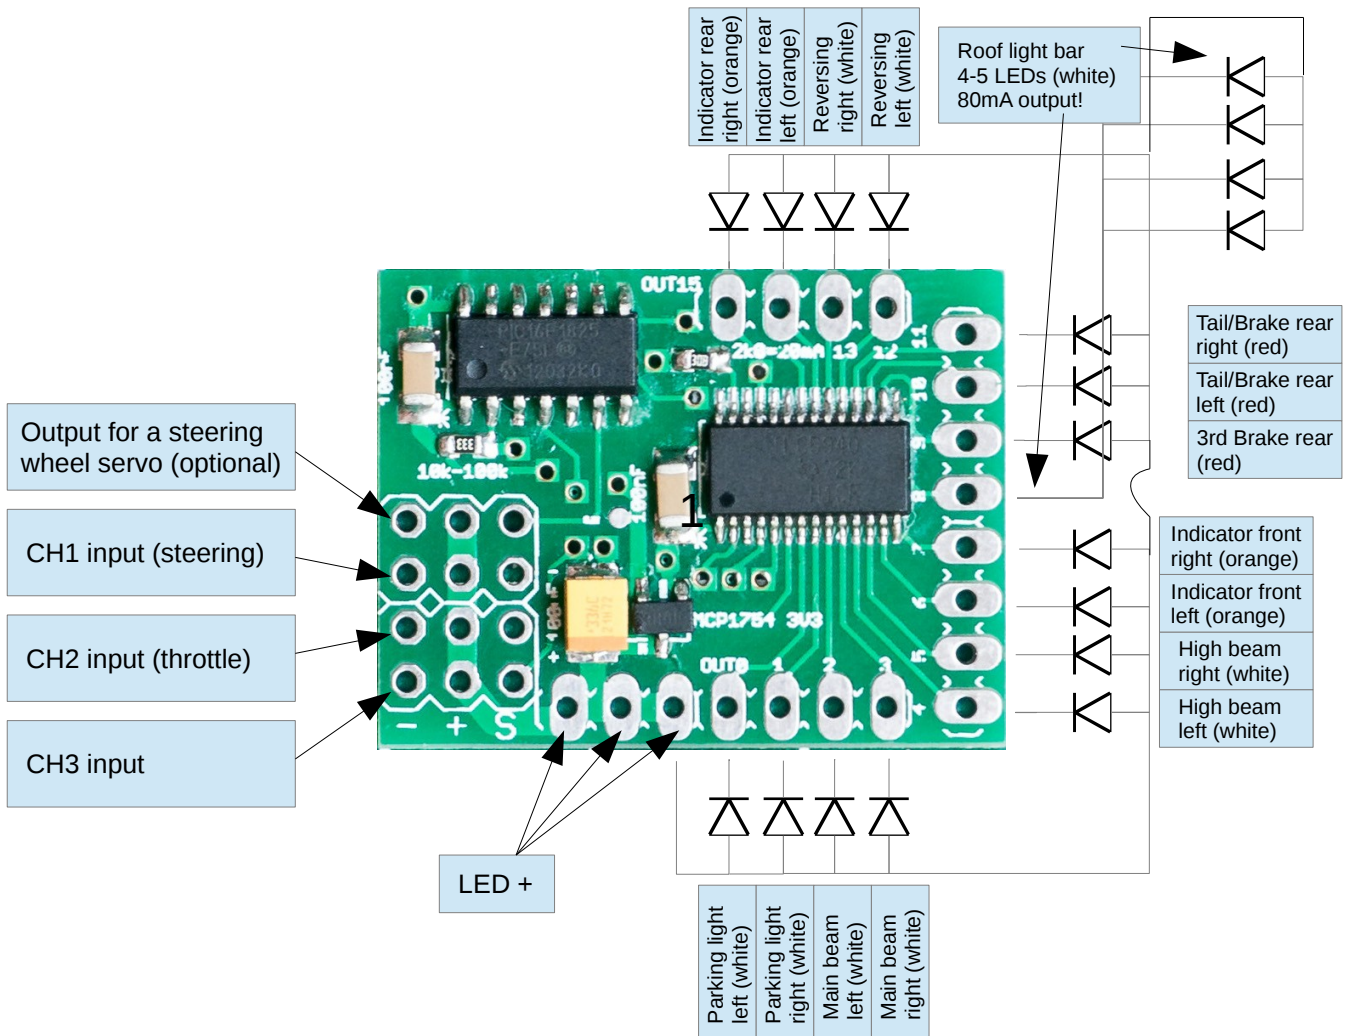 Indicator rear
right (orange)
Indicator rear
left (orange)
Reversing
right (white)
Reversing
left (white)
Roof light bar
4-5 LEDs (white)
80mA output!
Tail/Brake rear
right (red)
Tail/Brake rear
left (red)
3rd Brake rear
(red)
Output for a steering
wheel servo (optional)
CH1 input (steering)
CH2 input (throttle)
CH3 input
Indicator front
right (orange)
Indicator front
left (orange)
High beam
right (white)
High beam
left (white)
LED +
Parking light
left (white)
Parking light
right (white)
Main beam
left (white)
Main beam
right (white)
OUT15
2k0=20mA 13 12
11
10
9
8
7
6
5
4
PIC16F1825
100nF
10k-100k
100nF
1
336C
MCP1754 3V3
OUT0 1 2 3
- + S